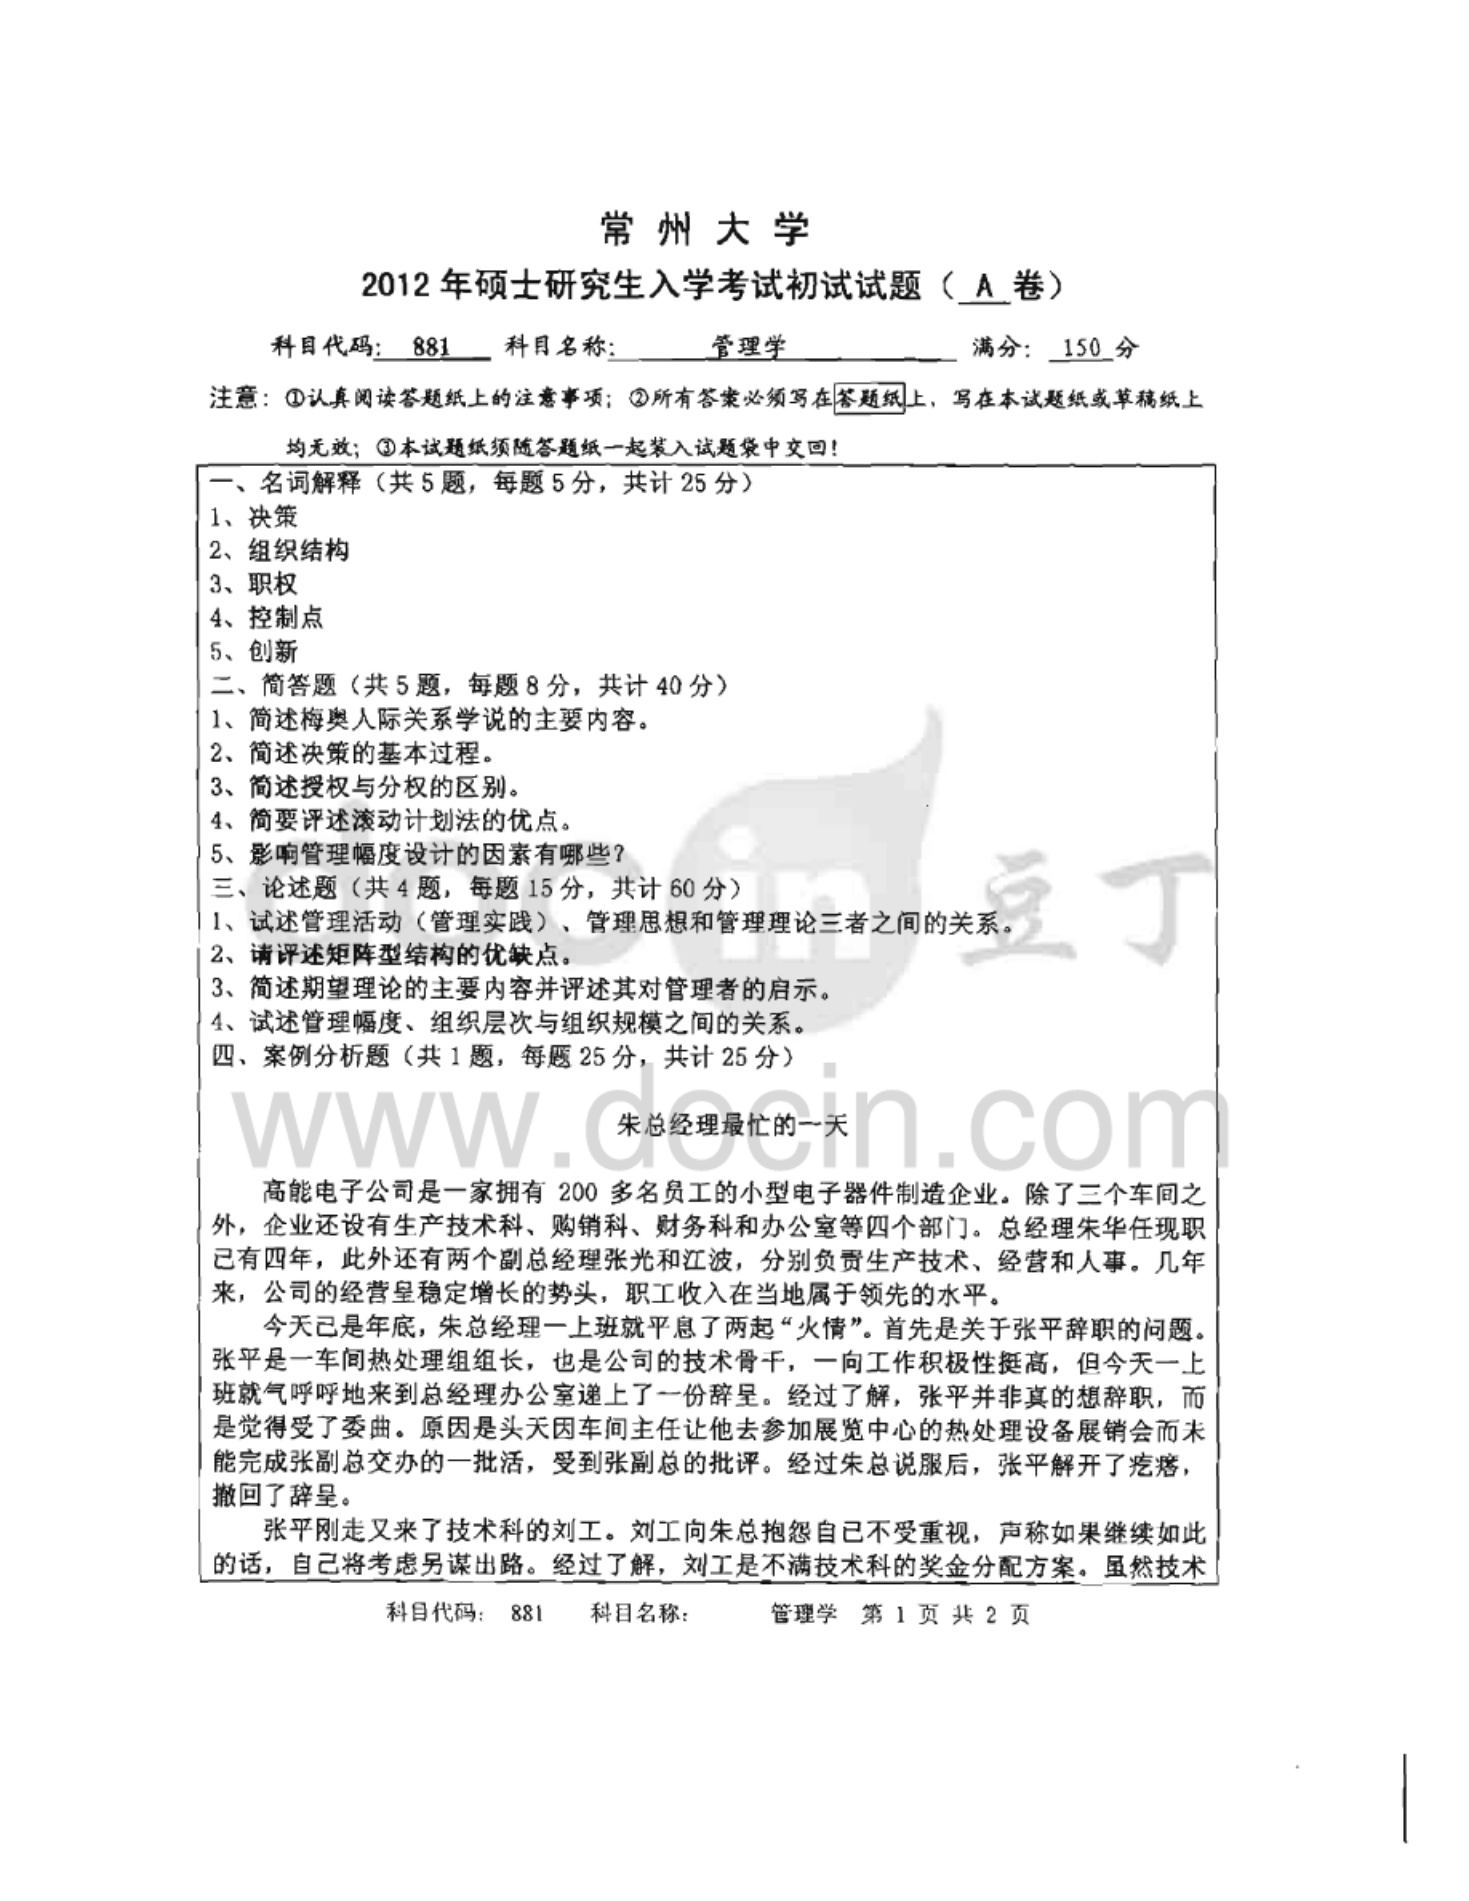 常 州 大 学
2012 年硕士研究生入学考试初试试题（ A 卷）
科目代码： 881 科目名称： 管理学 满分： 150 分
注意：①认真阅读答题纸上的注意事项；②所有答案必须写在答题纸上，写在本试题纸或草稿纸上
均无效；③本试题纸须随答题纸一起装入试题袋中交回！
一、名词解释（共 5 题，每题 5 分，共计 25 分）
1、决策
2、组织结构
3、职权
4、控制点
5、创新
二、简答题（共 5 题，每题 8 分，共计 40 分）
1、简述梅奥人际关系学说的主要内容。
2、简述决策的基本过程。
3、简述授权与分权的区别。
4、简要评述滚动计划法的优点。
5、影响管理幅度设计的因素有哪些？
三、论述题（共 4 题，每题 15 分，共计 60 分）
1、试述管理活动（管理实践）、管理思想和管理理论三者之间的关系。
2、请评述矩阵型结构的优缺点。
3、简述期望理论的主要内容并评述其对管理者的启示。
4、试述管理幅度、组织层次与组织规模之间的关系。
四、案例分析题（共 1 题，每题 25 分，共计 25 分）
朱总经理最忙的一天
高能电子公司是一家拥有 200 多名员工的小型电子器件制造企业。除了三个车间之
外，企业还设有生产技术科、购销科、财务科和办公室等四个部门。总经理朱华任现职
已有四年，此外还有两个副总经理张光和江波，分别负责生产技术、经营和人事。几年
来，公司的经营呈稳定增长的势头，职工收入在当地属于领先的水平。
今天已是年底，朱总经理一上班就平息了两起“火情”。首先是关于张平辞职的问题。
张平是一车间热处理组组长，也是公司的技术骨干，一向工作积极性挺高，但今天一上
班就气呼呼地来到总经理办公室递上了一份辞呈。经过了解，张平并非真的想辞职，而
是觉得受了委曲。原因是头天因车间主任让他去参加展览中心的热处理设备展销会而未
能完成张副总交办的一批活，受到张副总的批评。经过朱总说服后，张平解开了疙瘩，
撤回了辞呈。
张平刚走又来了技术科的刘工。刘工向朱总抱怨自己不受重视，声称如果继续如此
的话，自己将考虑另谋出路。经过了解，刘工是不满技术科的奖金分配方案。虽然技术
科目代码： 881 科目名称： 管理学 第 1 页 共 2 页
docin 豆丁
www.docin.com